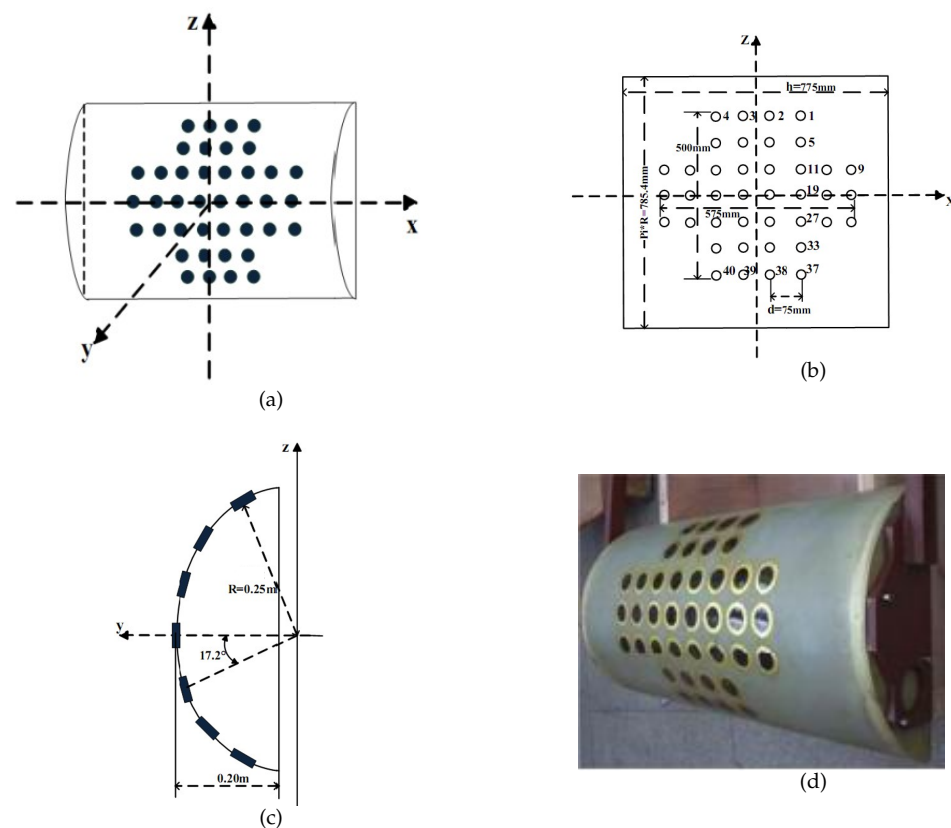 z
x
y
(a)
z
h=775mm
4
3
2
1
500mm
5
Pi*R=785.4mm
11
9
19
x
575mm
27
33
40
39
38
37
d=75mm
(b)
z
R=0.25m
y
17.2°
0.20m
(c)
(d)